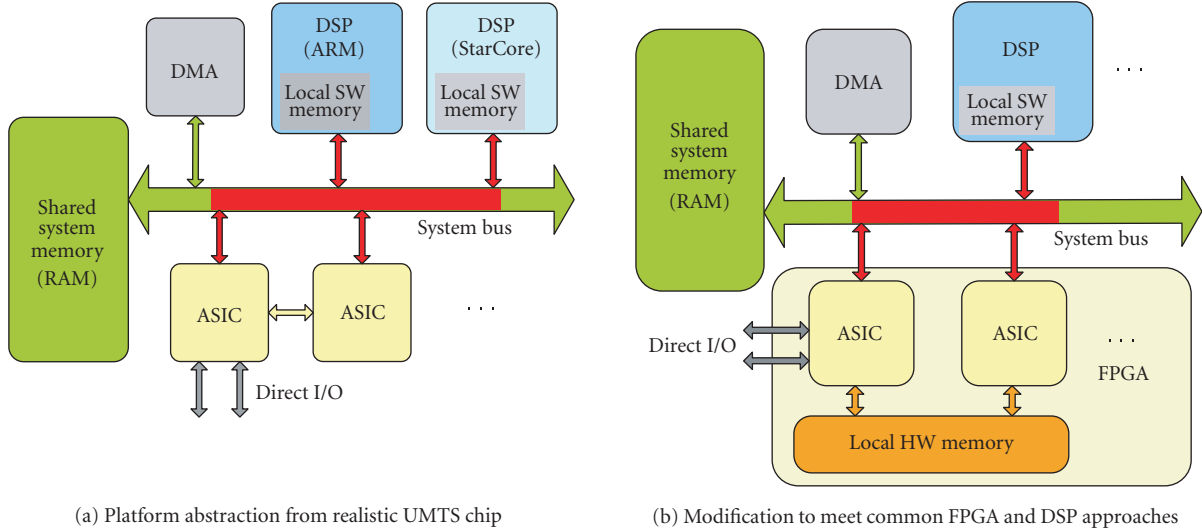 DMA
DSP
(ARM)
Local SW
memory
DSP
(StarCore)
Local SW
memory
Shared
system
memory
(RAM)
System bus
ASIC
ASIC
. . .
Direct I/O
(a) Platform abstraction from realistic UMTS chip
Shared
system
memory
(RAM)
DMA
DSP
Local SW
memory
. . .
System bus
Direct I/O
ASIC
ASIC
. . .
FPGA
Local HW memory
(b) Modification to meet common FPGA and DSP approaches